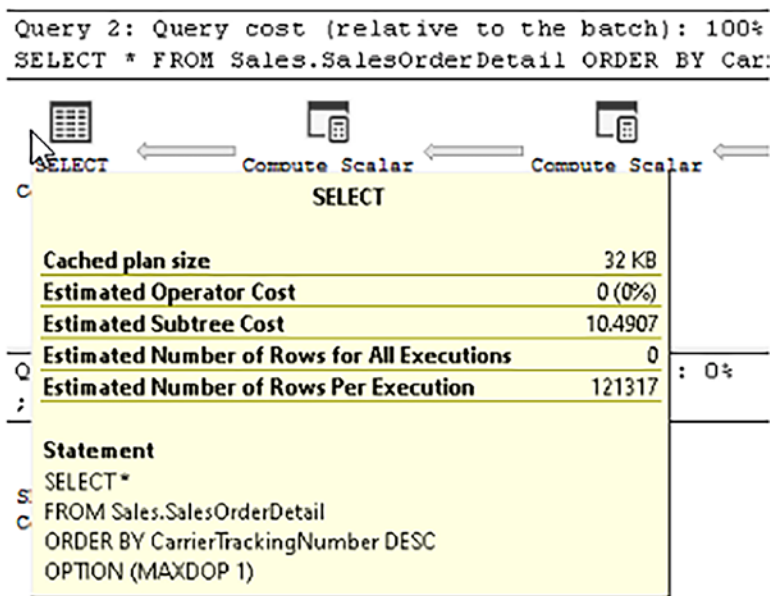 Query 2: Query cost (relative to the batch): 100%
SELECT * FROM Sales.SalesOrderDetail ORDER BY Car
SELECT Compute Scalar Compute Scalar
C
SELECT
Cached plan size 32 KB
Estimated Operator Cost 0 (0%)
Estimated Subtree Cost 10.4907
Estimated Number of Rows for All Executions 0
Estimated Number of Rows Per Execution 121317
Q : 0%
;
Statement
SELECT *
FROM Sales.SalesOrderDetail
ORDER BY CarrierTrackingNumber DESC
OPTION (MAXDOP 1)